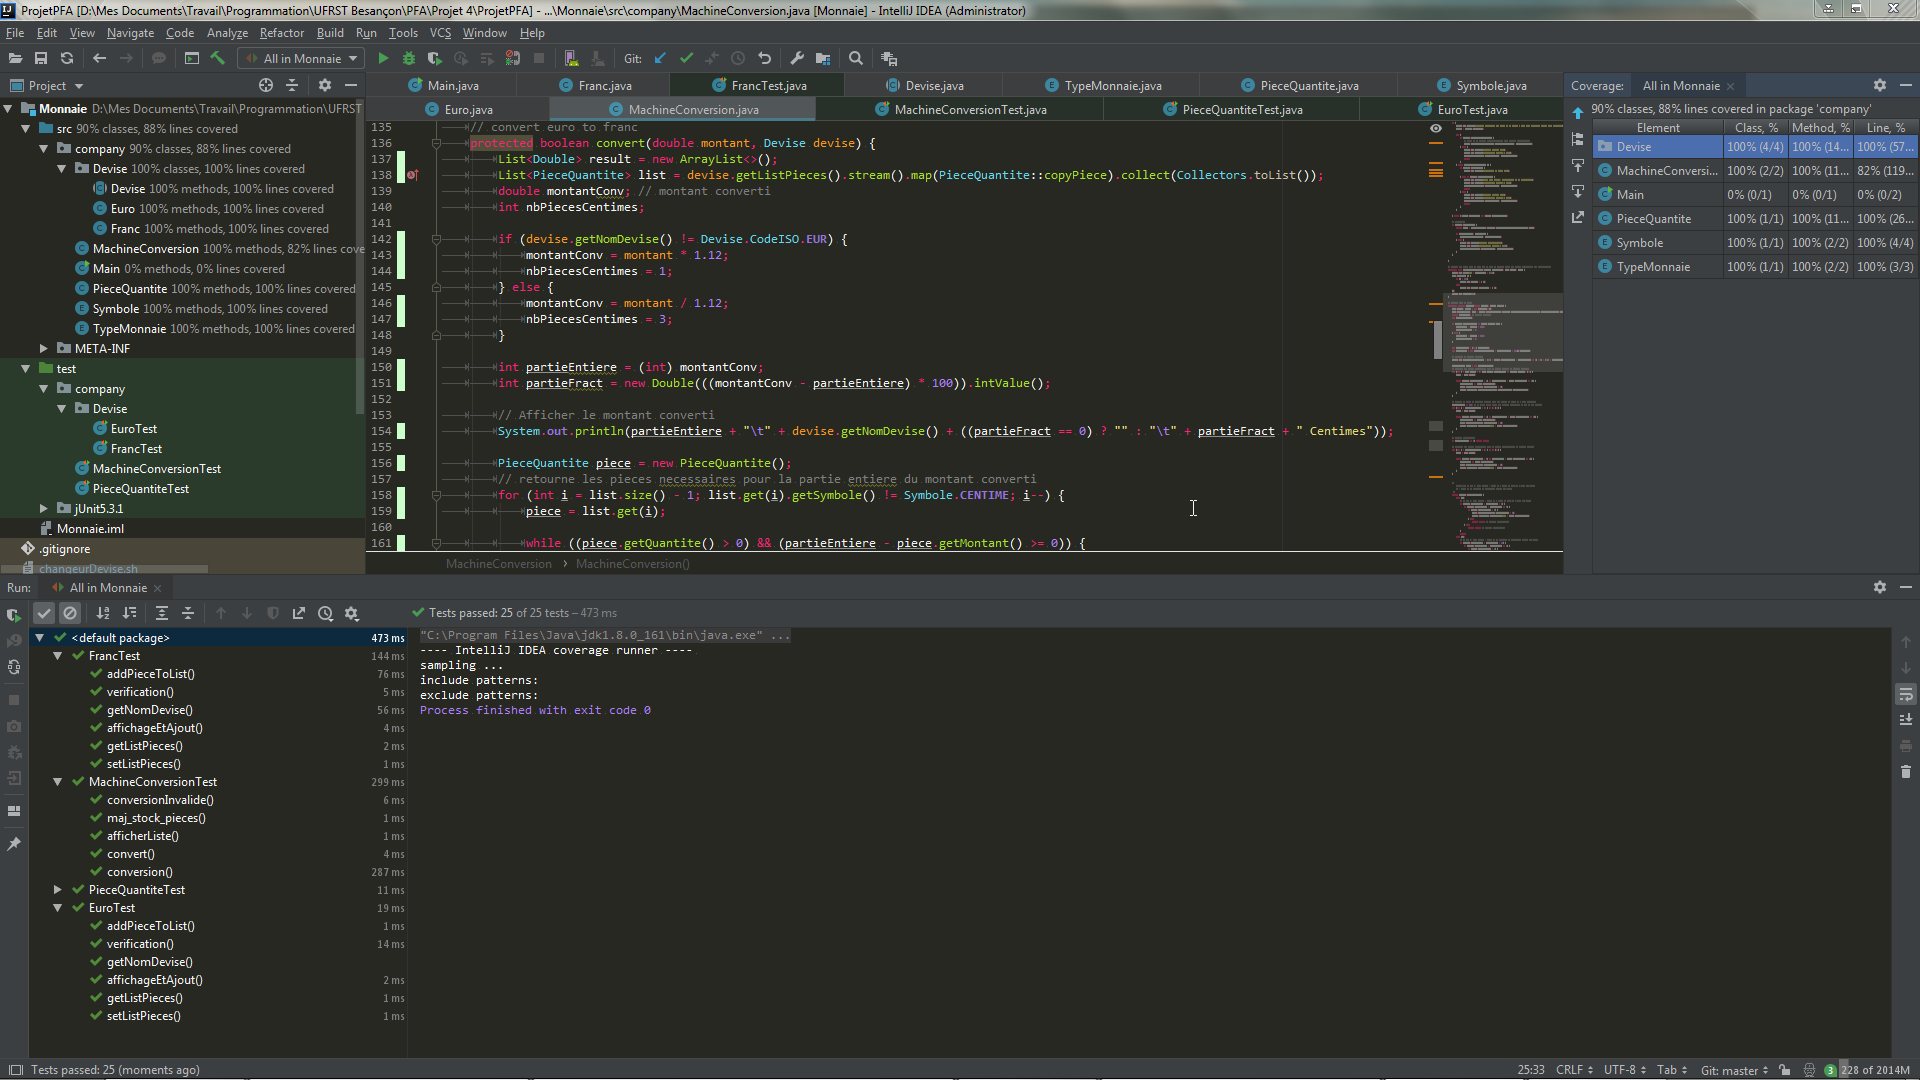 ProjetPFA [D:\Mes Documents\Travail\Programmation\UFRST Besançon\PFA\Projet 4\ProjetPFA] - ...\Monnaie\src\company\MachineConversion.java [Monnaie] - IntelliJ IDEA (Administrator)
File Edit View Navigate Code Analyze Refactor Build Run Tools VCS Window Help
All in Monnaie Git:
Project
Monnaie D:\Mes Documents\Travail\Programmation\UFRST
src 90% classes, 88% lines covered
company 90% classes, 88% lines covered
Devise 100% classes, 100% lines covered
Devise 100% methods, 100% lines covered
Euro 100% methods, 100% lines covered
Franc 100% methods, 100% lines covered
MachineConversion 100% methods, 82% lines cove
Main 0% methods, 0% lines covered
PieceQuantite 100% methods, 100% lines covered
Symbole 100% methods, 100% lines covered
TypeMonnaie 100% methods, 100% lines covered
META-INF
test
company
Devise
EuroTest
FrancTest
MachineConversionTest
PieceQuantiteTest
jUnit5.3.1
Monnaie.iml
.gitignore
changeurDevise.sh
Main.java Franc.java FrancTest.java Devise.java TypeMonnaie.java PieceQuantite.java Symbole.java
Euro.java MachineConversion.java MachineConversionTest.java PieceQuantiteTest.java EuroTest.java
135 // convert euro to franc
136 protected boolean convert(double montant, Devise devise) {
137 List<Double> result = new ArrayList<>();
138 List<PieceQuantite> list = devise.getListPieces().stream().map(PieceQuantite::copyPiece).collect(Collectors.toList());
139 double montantConv; // montant converti
140 int nbPiecesCentimes;
141
142 if (devise.getNomDevise() != Devise.CodeISO.EUR) {
143 montantConv = montant * 1.12;
144 nbPiecesCentimes = 1;
145 } else {
146 montantConv = montant / 1.12;
147 nbPiecesCentimes = 3;
148 }
149
150 int partieEntiere = (int) montantConv;
151 int partieFract = new Double(((montantConv - partieEntiere) * 100)).intValue();
152
153 // Afficher le montant converti
154 System.out.println(partieEntiere + "\t" + devise.getNomDevise() + ((partieFract == 0) ? "" : "\t" + partieFract + " Centimes"));
155
156 PieceQuantite piece = new PieceQuantite();
157 // retourne les pieces necessaires pour la partie entiere du montant converti
158 for (int i = list.size() - 1; list.get(i).getSymbole() != Symbole.CENTIME; i--) {
159 piece = list.get(i);
160
161 while ((piece.getQuantite() > 0) && (partieEntiere - piece.getMontant() >= 0)) {
MachineConversion › MachineConversion()
Coverage: All in Monnaie
90% classes, 88% lines covered in package 'company'
Element Class, % Method, % Line, %
Devise 100% (4/4) 100% (14... 100% (57...
MachineConversi... 100% (2/2) 100% (11... 82% (119...
Main 0% (0/1) 0% (0/1) 0% (0/2)
PieceQuantite 100% (1/1) 100% (11... 100% (26...
Symbole 100% (1/1) 100% (2/2) 100% (4/4)
TypeMonnaie 100% (1/1) 100% (2/2) 100% (3/3)
Run: All in Monnaie
Tests passed: 25 of 25 tests – 473 ms
<default package> 473 ms
FrancTest 144 ms
addPieceToList() 76 ms
verification() 5 ms
getNomDevise() 56 ms
affichageEtAjout() 4 ms
getListPieces() 2 ms
setListPieces() 1 ms
MachineConversionTest 299 ms
conversionInvalide() 6 ms
maj_stock_pieces() 1 ms
afficherListe() 1 ms
convert() 4 ms
conversion() 287 ms
PieceQuantiteTest 11 ms
EuroTest 19 ms
addPieceToList() 1 ms
verification() 14 ms
getNomDevise()
affichageEtAjout() 2 ms
getListPieces() 1 ms
setListPieces() 1 ms
"C:\Program Files\Java\jdk1.8.0_161\bin\java.exe" ...
---- IntelliJ IDEA coverage runner ----
sampling ...
include patterns:
exclude patterns:
Process finished with exit code 0
Tests passed: 25 (moments ago)
25:33 CRLF UTF-8 Tab Git: master 3 228 of 2014M